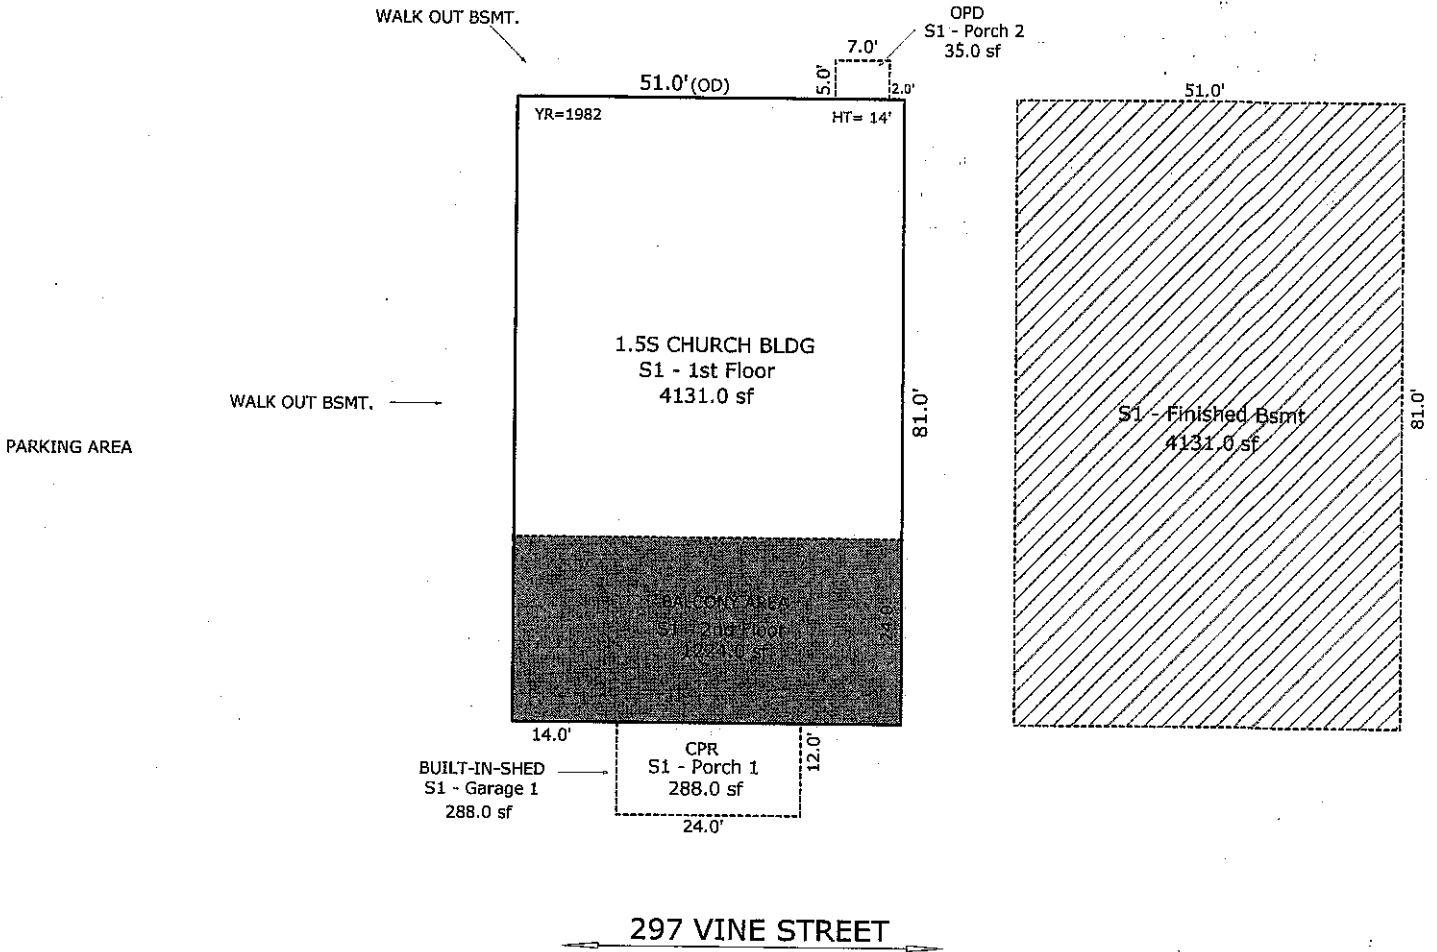 WALK OUT BSMT.
OPD
S1 - Porch 2
35.0 sf
7.0'
5.0'
2.0'
51.0'(OD)
51.0'
YR=1982
HT= 14'
1.5S CHURCH BLDG
S1 - 1st Floor
4131.0 sf
81.0'
WALK OUT BSMT.
PARKING AREA
S1 - Finished Bsmt
4131.0 sf
81.0'
BALCONY AREA
S1 - 2nd Floor
1224.0 sf
24.0'
14.0'
12.0'
CPR
S1 - Porch 1
288.0 sf
24.0'
BUILT-IN-SHED
S1 - Garage 1
288.0 sf
297 VINE STREET